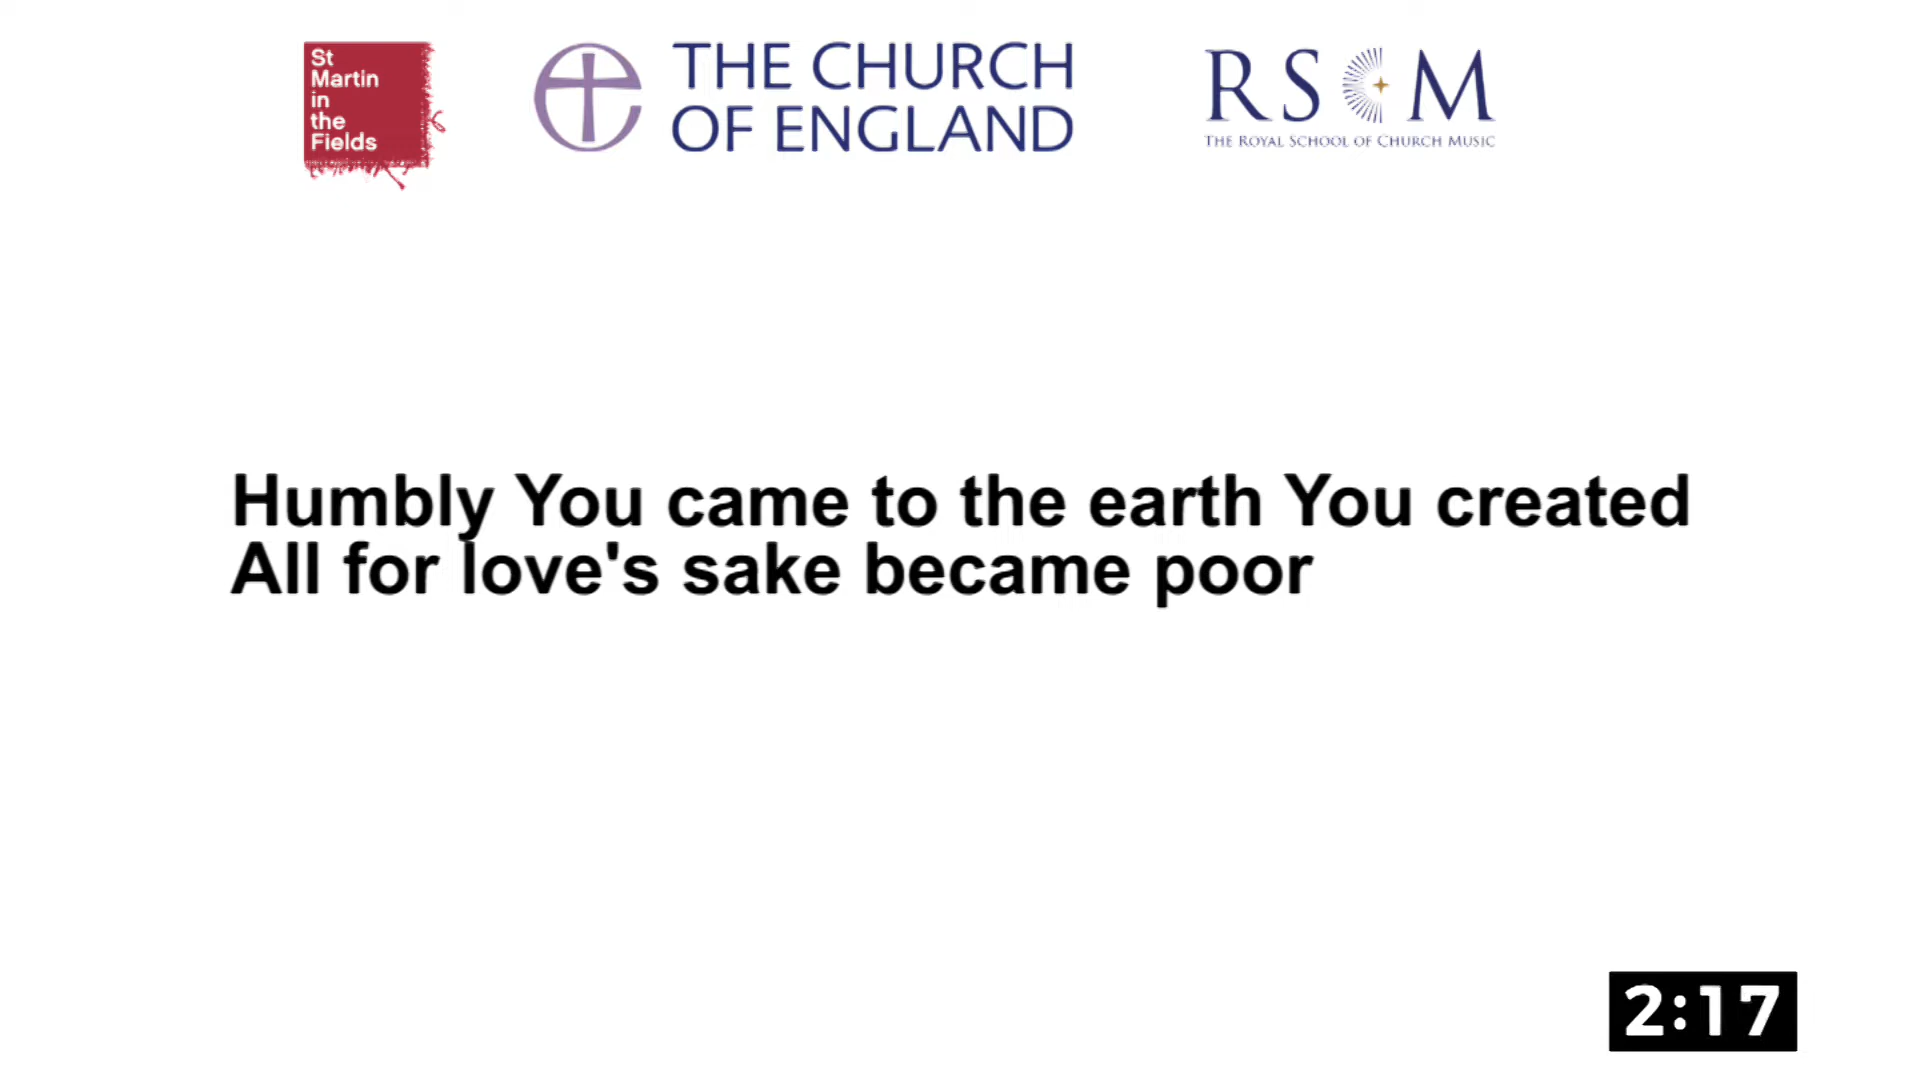 St
Martin
in
the
Fields
THE CHURCH
OF ENGLAND
RSCM
THE ROYAL SCHOOL OF CHURCH MUSIC
Humbly You came to the earth You created
All for love's sake became poor
2:17